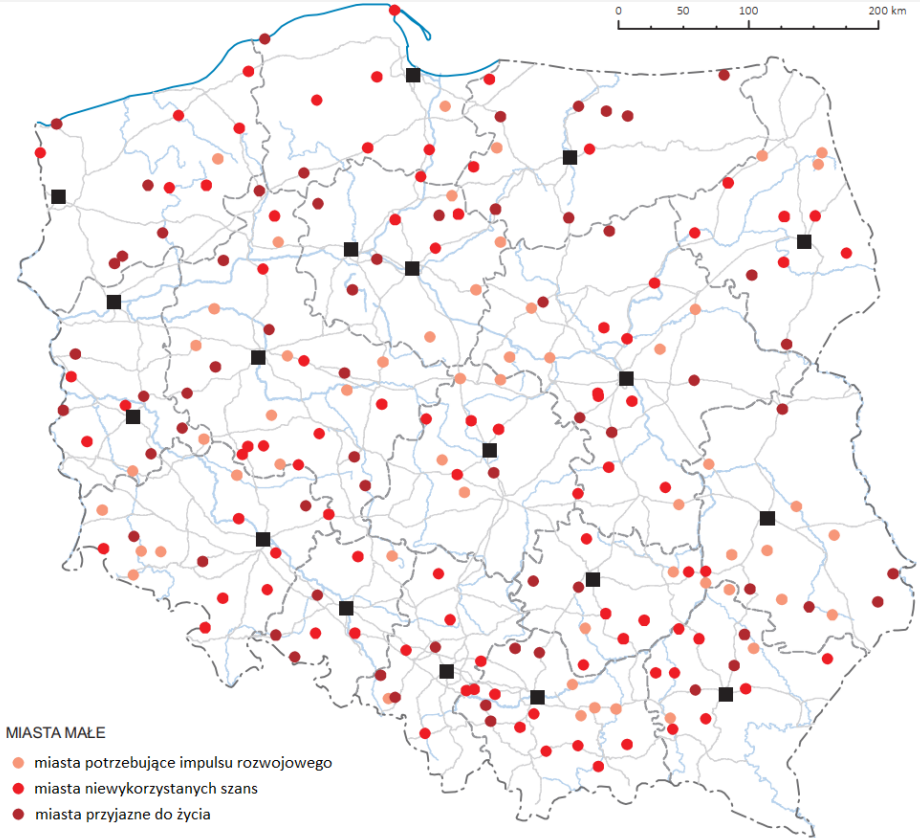 0 50 100 200 km
MIASTA MAŁE
miasta potrzebujące impulsu rozwojowego
miasta niewykorzystanych szans
miasta przyjazne do życia